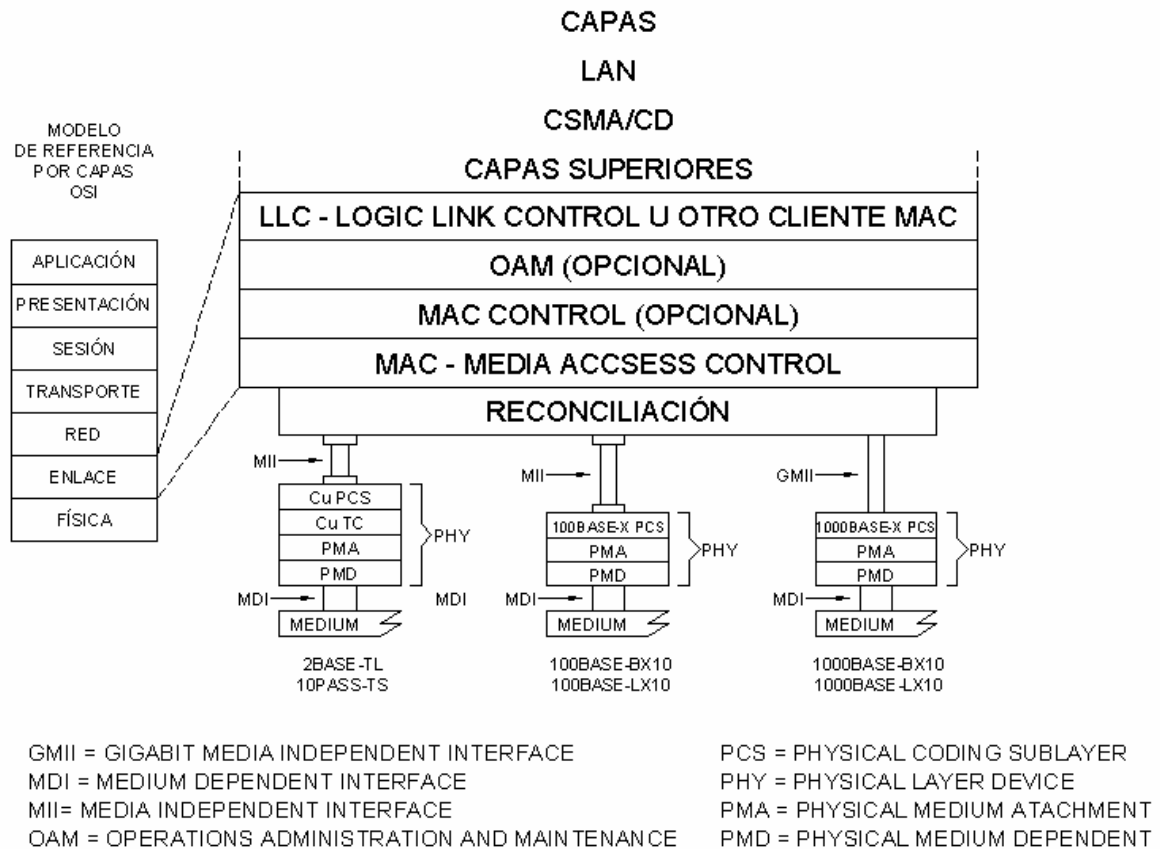 CAPAS
LAN
CSMA/CD
CAPAS SUPERIORES
MODELO
DE REFERENCIA
POR CAPAS
OSI
APLICACIÓN
PRESENTACIÓN
SESIÓN
TRANSPORTE
RED
ENLACE
FÍSICA
LLC - LOGIC LINK CONTROL U OTRO CLIENTE MAC
OAM (OPCIONAL)
MAC CONTROL (OPCIONAL)
MAC - MEDIA ACCSESS CONTROL
RECONCILIACIÓN
MII
Cu PCS
Cu TC
PMA
PMD
PHY
MDI
MDI
MEDIUM
2BASE-TL
10PASS-TS
MII
100BASE-X PCS
PMA
PMD
PHY
MDI
MEDIUM
100BASE-BX10
100BASE-LX10
GMII
1000BASE-X PCS
PMA
PMD
PHY
MDI
MEDIUM
1000BASE-BX10
1000BASE-LX10
GMII = GIGABIT MEDIA INDEPENDENT INTERFACE
MDI = MEDIUM DEPENDENT INTERFACE
MII= MEDIA INDEPENDENT INTERFACE
OAM = OPERATIONS ADMINISTRATION AND MAINTENANCE
PCS = PHYSICAL CODING SUBLAYER
PHY = PHYSICAL LAYER DEVICE
PMA = PHYSICAL MEDIUM ATACHMENT
PMD = PHYSICAL MEDIUM DEPENDENT